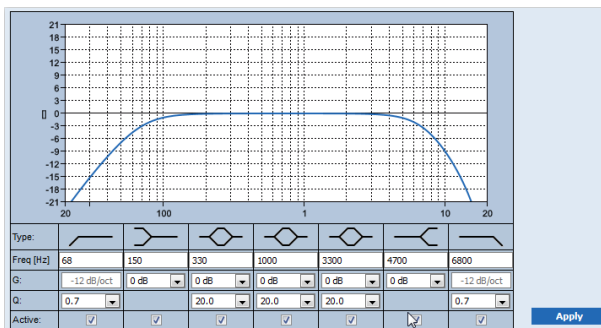 21
18
15
12
9
6
3
[] 0
-3
-6
-9
-12
-15
-18
-21
20 100 1 10 20
Type:
Freq [Hz] 68 150 330 1000 3300 4700 6800
G: -12 dB/oct 0 dB 0 dB 0 dB 0 dB 0 dB -12 dB/oct
Q: 0.7 20.0 20.0 20.0 0.7
Active:
Apply